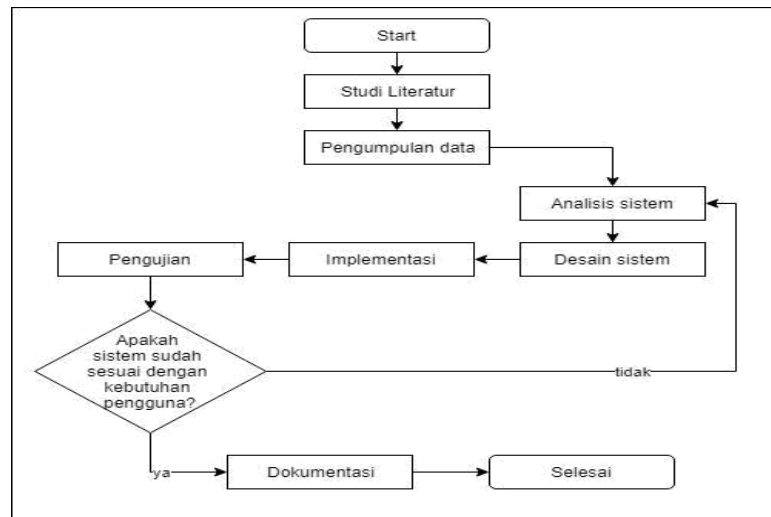 Start
Studi Literatur
Pengumpulan data
Analisis sistem
Desain sistem
Implementasi
Pengujian
Apakah
sistem sudah
sesuai dengan
kebutuhan
pengguna?
tidak
ya
Dokumentasi
Selesai